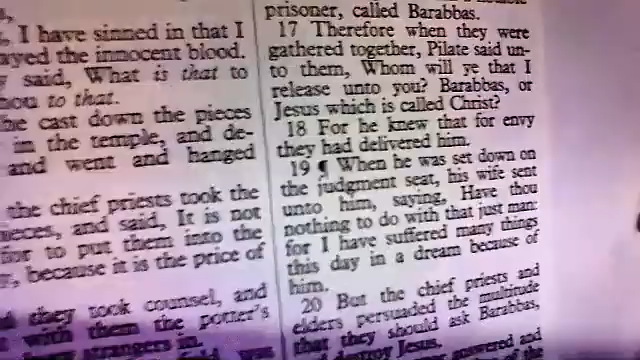 I have sinned in that I
ayed the innocent blood.
said, What is that to
hou to that.
he cast down the pieces
in the temple, and de-
and went and hanged
the chief priests took the
ieces, and said, It is not
for to put them into the
because it is the price of
they took counsel, and
with them the potter's
strangers in.
was
prisoner, called Barabbas.
17 Therefore when they were
gathered together, Pilate said un-
to them, Whom will ye that I
release unto you? Barabbas, or
Jesus which is called Christ?
18 For he knew that for envy
they had delivered him.
19 ¶ When he was set down on
the judgment seat, his wife sent
unto him, saying, Have thou
nothing to do with that just man:
for I have suffered many things
this day in a dream because of
him.
20 But the chief priests and
elders persuaded the multitude
that they should ask Barabbas,
destroy Jesus.
and